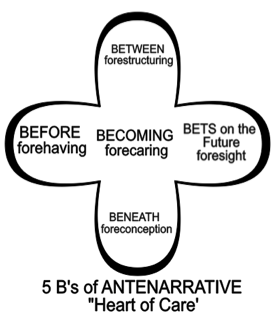 BETWEEN
forestructuring
BEFORE
forehaving
BECOMING
forecaring
BETS on the
Future
foresight
BENEATH
foreconception
5 B's of ANTENARRATIVE
"Heart of Care'